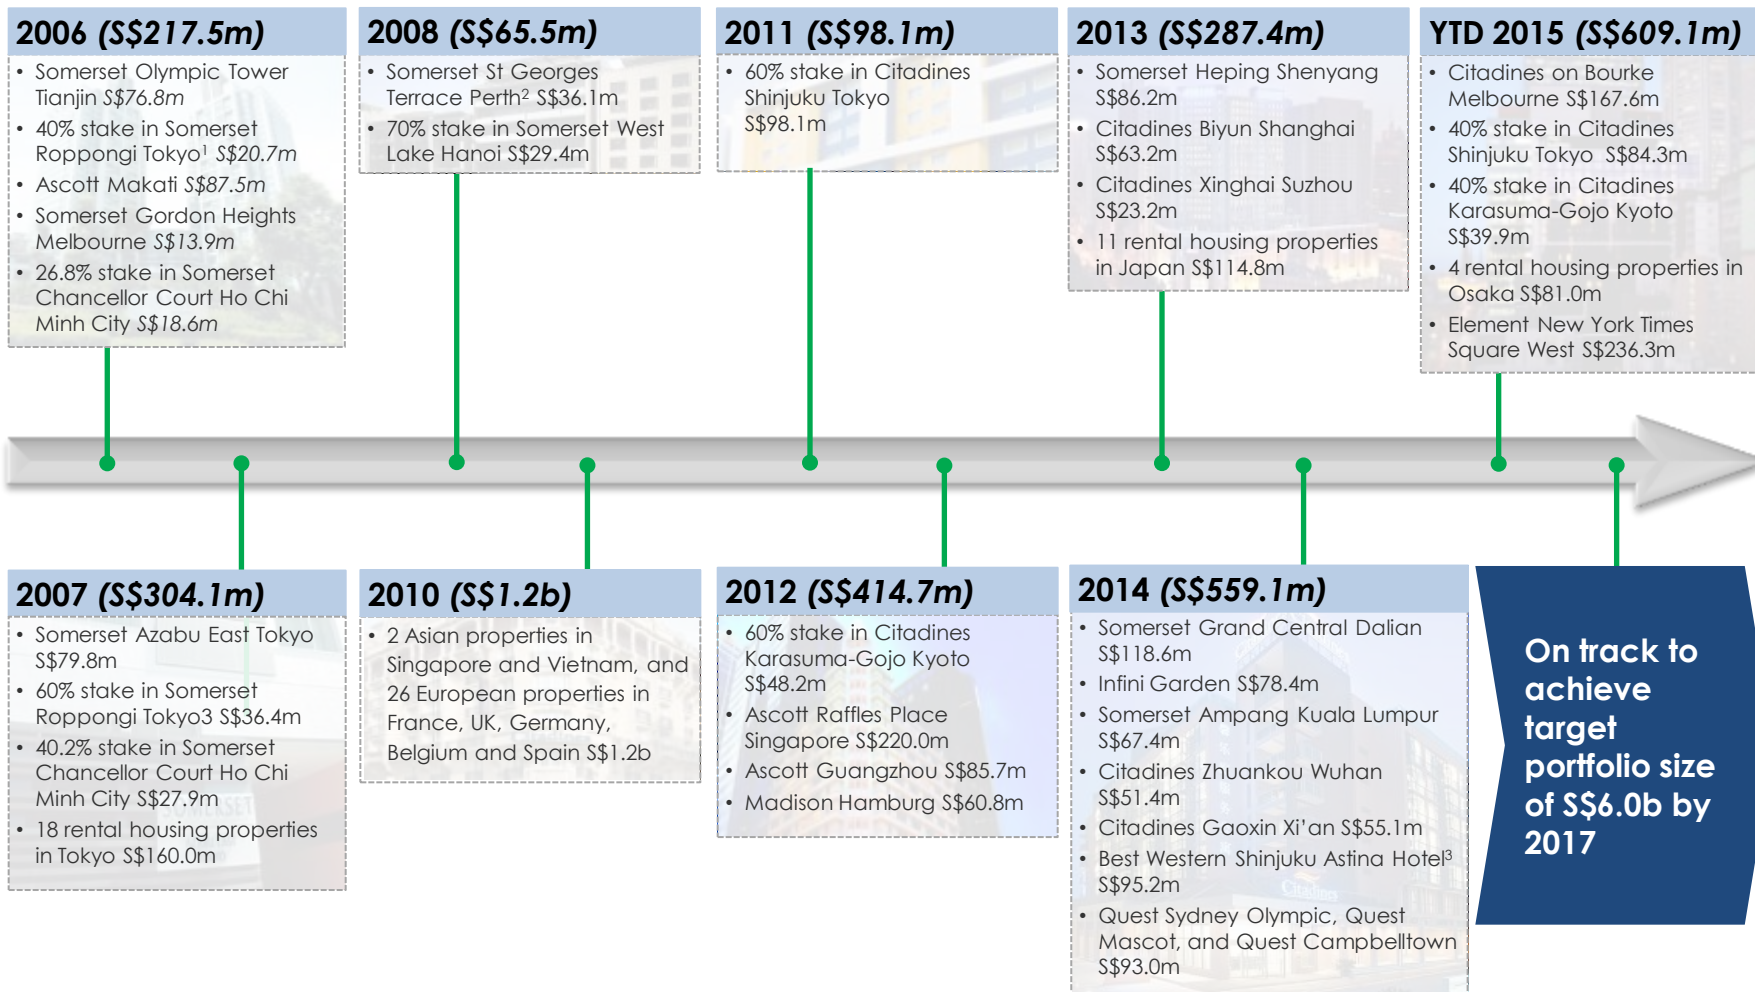 2006 (S$217.5m)
• Somerset Olympic Tower
Tianjin S$76.8m
• 40% stake in Somerset
Roppongi Tokyo¹ S$20.7m
• Ascott Makati S$87.5m
• Somerset Gordon Heights
Melbourne S$13.9m
• 26.8% stake in Somerset
Chancellor Court Ho Chi
Minh City S$18.6m
2008 (S$65.5m)
• Somerset St Georges
Terrace Perth² S$36.1m
• 70% stake in Somerset West
Lake Hanoi S$29.4m
2011 (S$98.1m)
• 60% stake in Citadines
Shinjuku Tokyo
S$98.1m
2013 (S$287.4m)
• Somerset Heping Shenyang
S$86.2m
• Citadines Biyun Shanghai
S$63.2m
• Citadines Xinghai Suzhou
S$23.2m
• 11 rental housing properties
in Japan S$114.8m
YTD 2015 (S$609.1m)
• Citadines on Bourke
Melbourne S$167.6m
• 40% stake in Citadines
Shinjuku Tokyo S$84.3m
• 40% stake in Citadines
Karasuma-Gojo Kyoto
S$39.9m
• 4 rental housing properties in
Osaka S$81.0m
• Element New York Times
Square West S$236.3m
2007 (S$304.1m)
• Somerset Azabu East Tokyo
S$79.8m
• 60% stake in Somerset
Roppongi Tokyo3 S$36.4m
• 40.2% stake in Somerset
Chancellor Court Ho Chi
Minh City S$27.9m
• 18 rental housing properties
in Tokyo S$160.0m
SOMERSET
2010 (S$1.2b)
• 2 Asian properties in
Singapore and Vietnam, and
26 European properties in
France, UK, Germany,
Belgium and Spain S$1.2b
2012 (S$414.7m)
• 60% stake in Citadines
Karasuma-Gojo Kyoto
S$48.2m
• Ascott Raffles Place
Singapore S$220.0m
• Ascott Guangzhou S$85.7m
• Madison Hamburg S$60.8m
2014 (S$559.1m)
• Somerset Grand Central Dalian
S$118.6m
• Infini Garden S$78.4m
• Somerset Ampang Kuala Lumpur
S$67.4m
• Citadines Zhuankou Wuhan
S$51.4m
• Citadines Gaoxin Xi’an S$55.1m
• Best Western Shinjuku Astina Hotel³
S$95.2m
Citadines
• Quest Sydney Olympic, Quest
Mascot, and Quest Campbelltown
S$93.0m
On track to
achieve
target
portfolio size
of S$6.0b by
2017